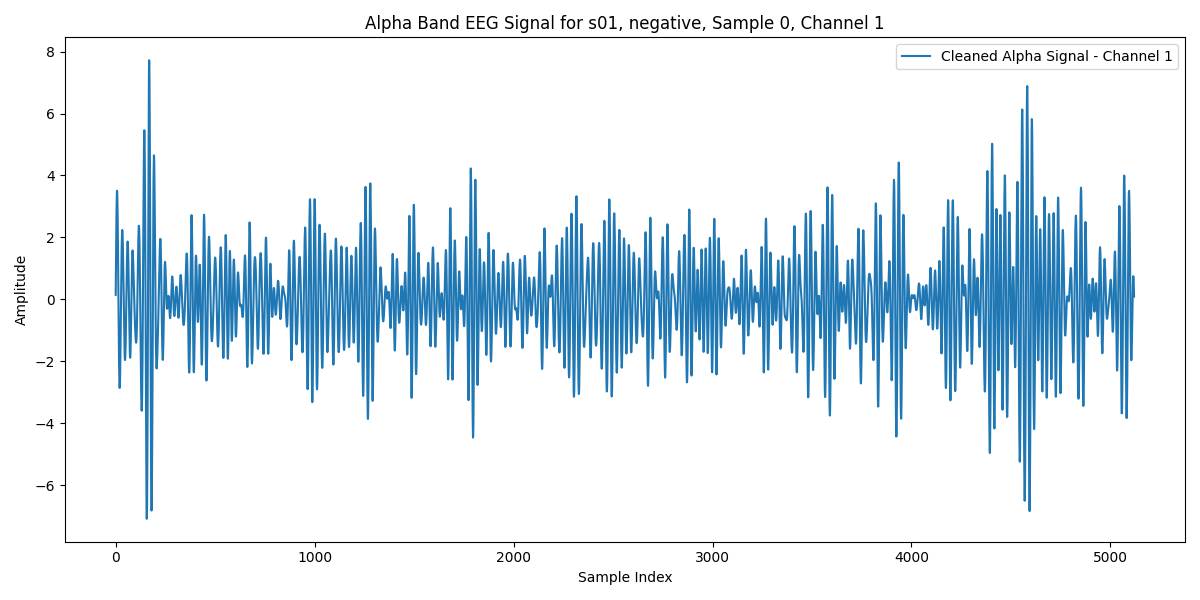 Alpha Band EEG Signal for s01, negative, Sample 0, Channel 1
Cleaned Alpha Signal - Channel 1
Amplitude
8
6
4
2
0
−2
−4
−6
0 1000 2000 3000 4000 5000
Sample Index